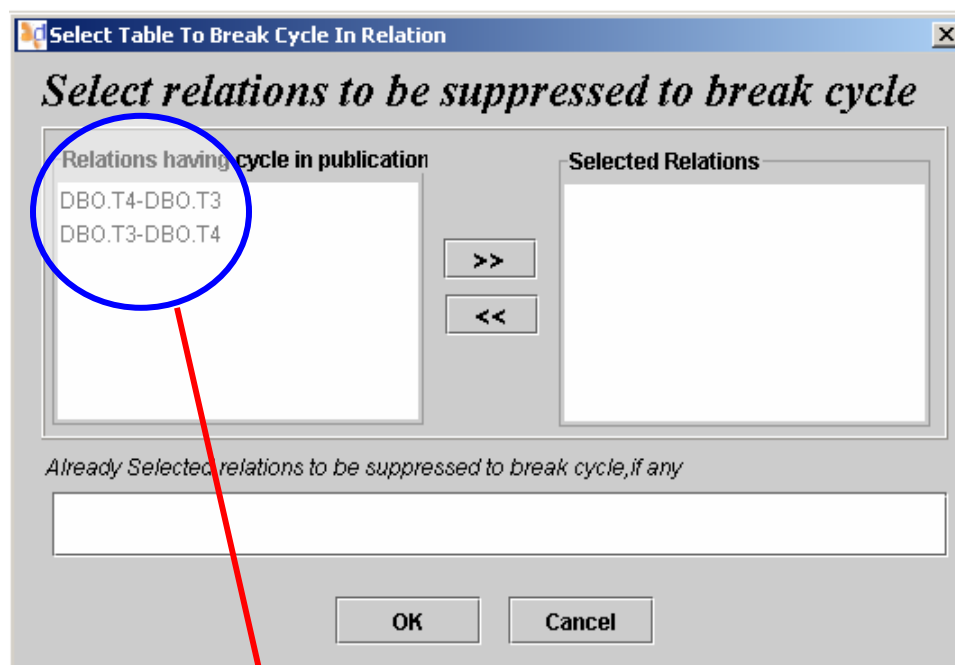 Select Table To Break Cycle In Relation
Select relations to be suppressed to break cycle
Relations having cycle in publication
Selected Relations
DBO.T4-DBO.T3
DBO.T3-DBO.T4
>>
<<
Already Selected relations to be suppressed to break cycle,if any
OK
Cancel